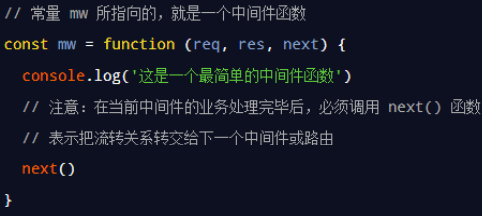 // 常量 mw 所指向的，就是一个中间件函数
const mw = function (req, res, next) {
  console.log('这是一个最简单的中间件函数')
  // 注意：在当前中间件的业务处理完毕后，必须调用 next() 函数
  // 表示把流转关系转交给下一个中间件或路由
  next()
}